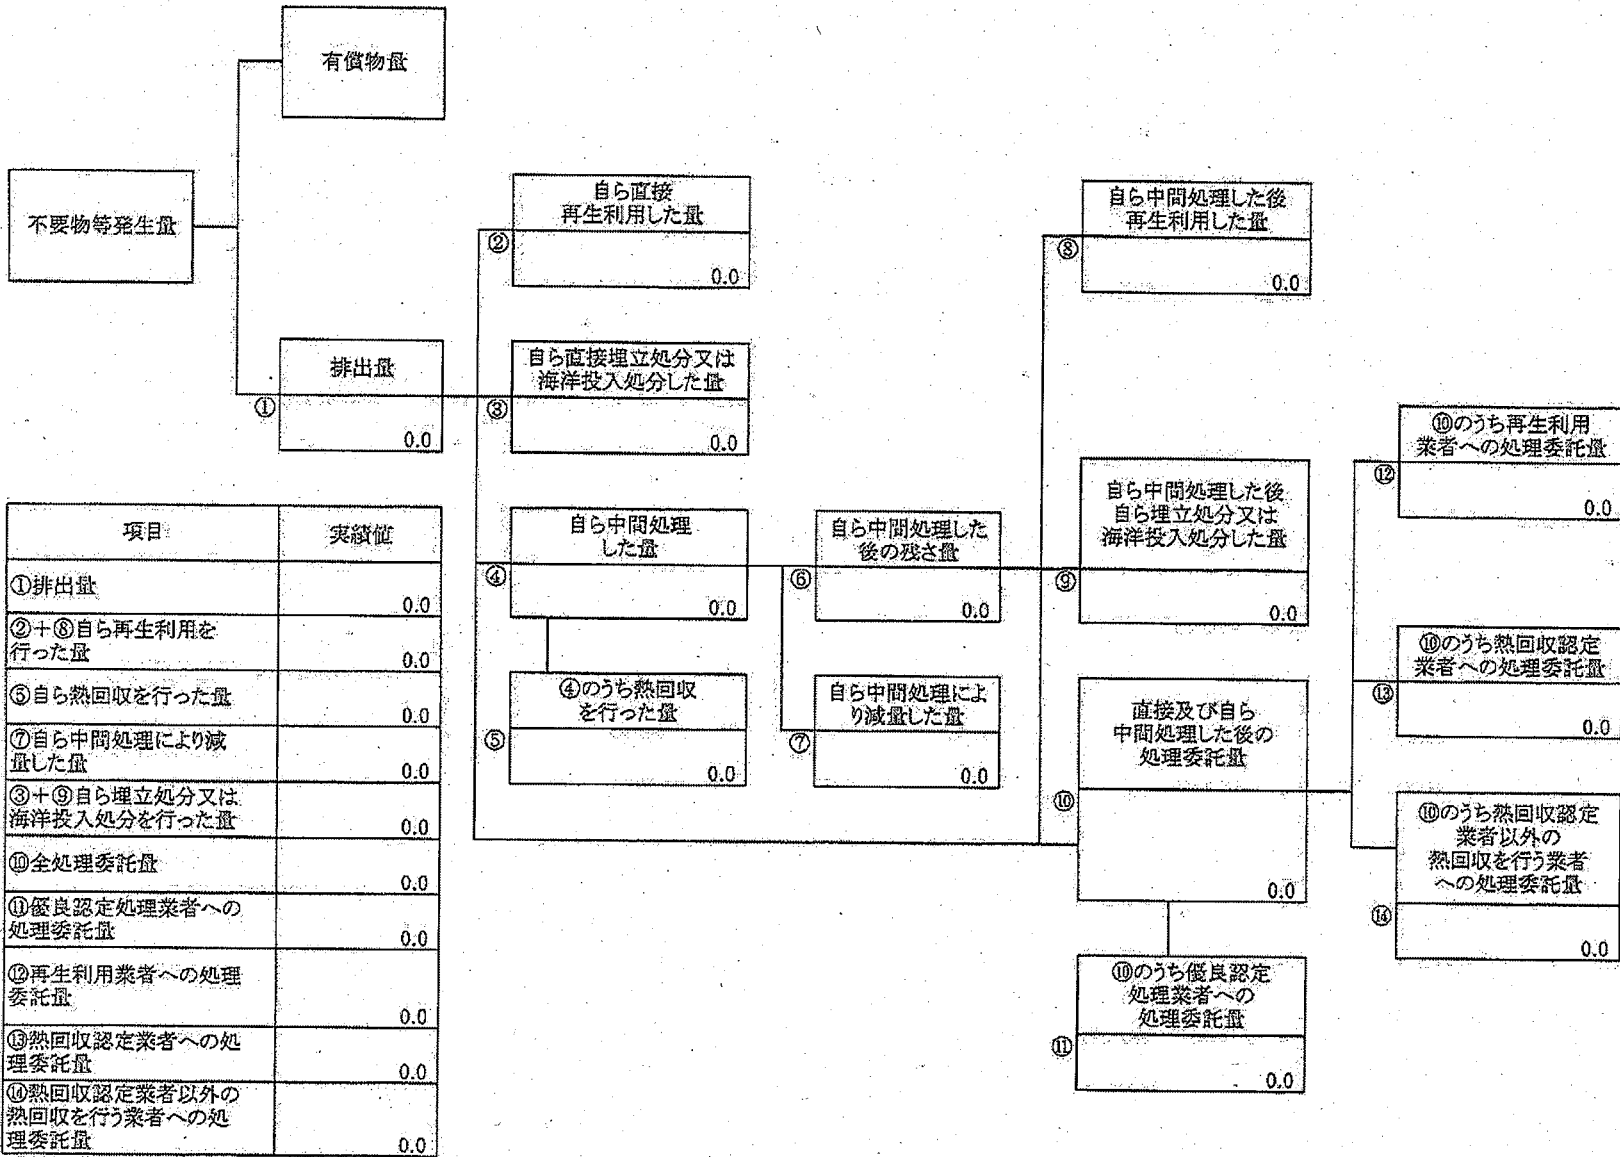 有償物量
不要物等発生量
排出量
①
0.0
自ら直接
再生利用した量
②
0.0
自ら直接埋立処分又は
海洋投入処分した量
③
0.0
自ら中間処理
した量
④
0.0
④のうち熱回収
を行った量
⑤
0.0
自ら中間処理した
後の残さ量
⑥
0.0
自ら中間処理によ
り減量した量
⑦
0.0
自ら中間処理した後
再生利用した量
⑧
0.0
自ら中間処理した後
自ら埋立処分又は
海洋投入処分した量
⑨
0.0
直接及び自ら
中間処理した後の
処理委託量
⑩
0.0
⑩のうち優良認定
処理業者への
処理委託量
⑪
0.0
⑩のうち再生利用
業者への処理委託量
⑫
0.0
⑩のうち熱回収認定
業者への処理委託量
⑬
0.0
⑩のうち熱回収認定
業者以外の
熱回収を行う業者
への処理委託量
⑭
0.0
項目 実績値
①排出量
0.0
②+⑧自ら再生利用を
行った量 0.0
⑤自ら熱回収を行った量
0.0
⑦自ら中間処理により減
量した量 0.0
③+⑨自ら埋立処分又は
海洋投入処分を行った量 0.0
⑩全処理委託量
0.0
⑪優良認定処理業者への
処理委託量 0.0
⑫再生利用業者への処理
委託量
0.0
⑬熱回収認定業者への処
理委託量 0.0
⑭熱回収認定業者以外の
熱回収を行う業者への処
理委託量 0.0